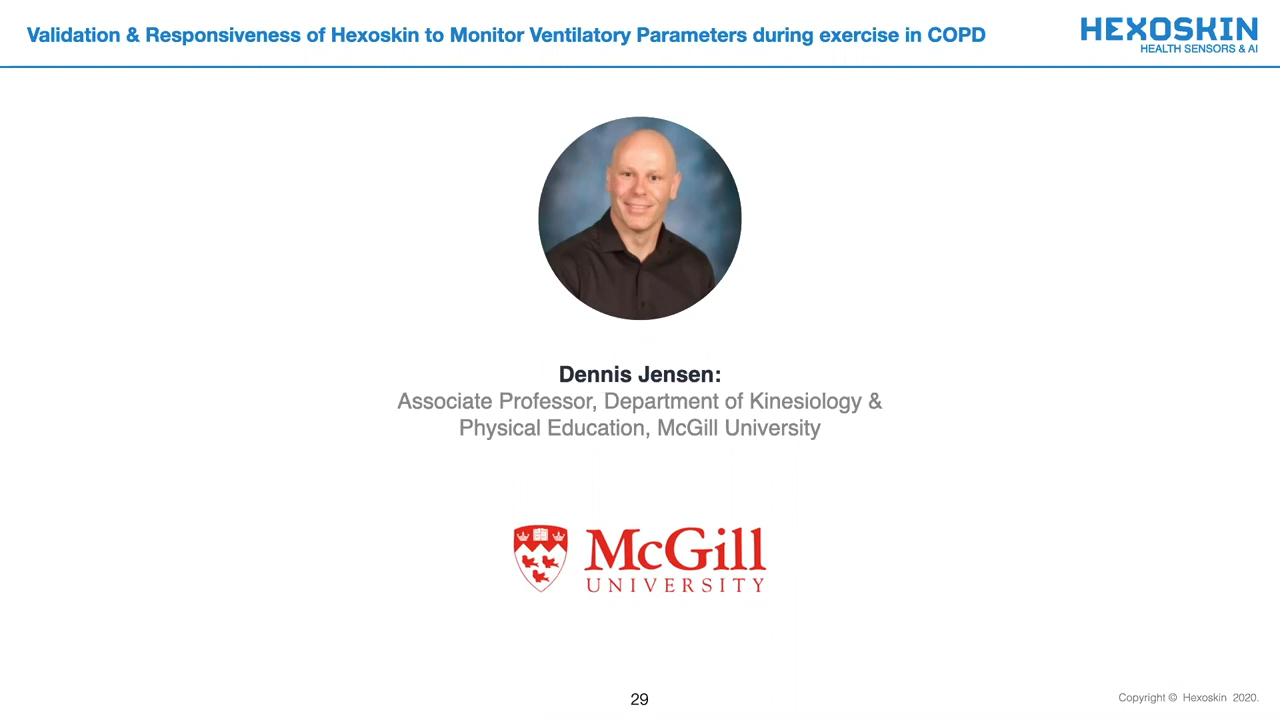 Validation & Responsiveness of Hexoskin to Monitor Ventilatory Parameters during exercise in COPD
HEXOSKIN
HEALTH SENSORS & AI
Dennis Jensen:
Associate Professor, Department of Kinesiology &
Physical Education, McGill University
McGill
UNIVERSITY
29
Copyright © Hexoskin 2020.